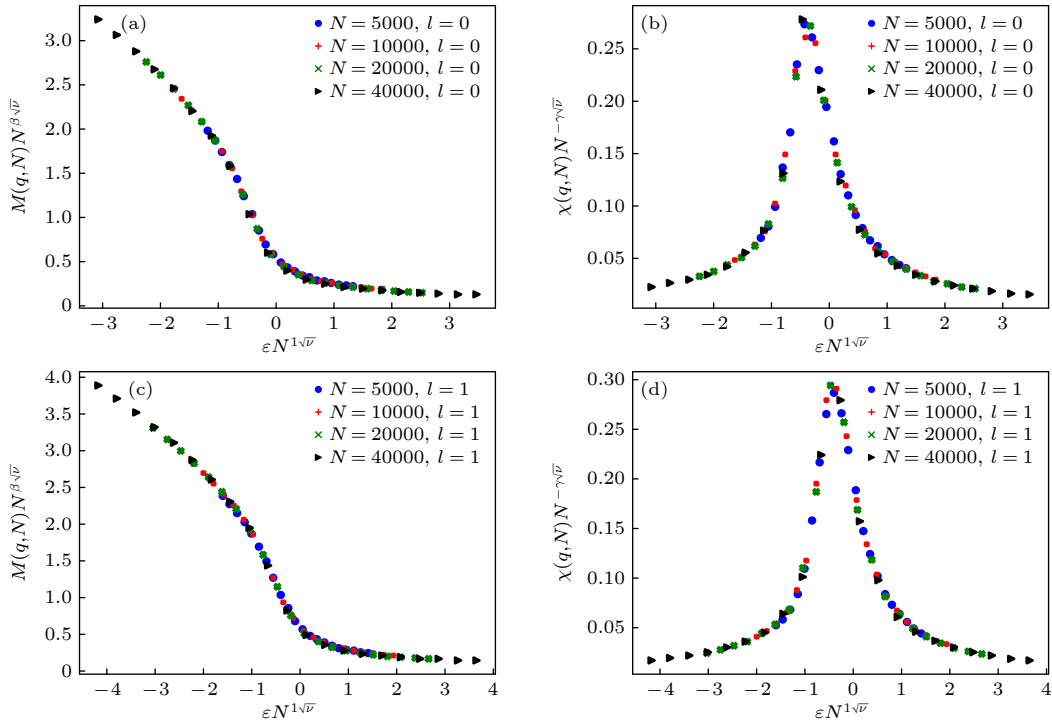 (a)
N = 5000, l = 0
N = 10000, l = 0
N = 20000, l = 0
N = 40000, l = 0
3.0
2.5
2.0
1.5
1.0
0.5
0
M(q,N)N^{β√ν̄}
−3 −2 −1 0 1 2 3
εN^{1√ν̄}
(b)
N = 5000, l = 0
N = 10000, l = 0
N = 20000, l = 0
N = 40000, l = 0
0.25
0.20
0.15
0.10
0.05
χ(q,N)N^{−γ√ν̄}
−3 −2 −1 0 1 2 3
εN^{1√ν̄}
(c)
N = 5000, l = 1
N = 10000, l = 1
N = 20000, l = 1
N = 40000, l = 1
4.0
3.5
3.0
2.5
2.0
1.5
1.0
0.5
0
M(q,N)N^{β√ν̄}
−4 −3 −2 −1 0 1 2 3 4
εN^{1√ν̄}
(d)
N = 5000, l = 1
N = 10000, l = 1
N = 20000, l = 1
N = 40000, l = 1
0.30
0.25
0.20
0.15
0.10
0.05
χ(q,N)N^{−γ√ν̄}
−4 −3 −2 −1 0 1 2 3 4
εN^{1√ν̄}